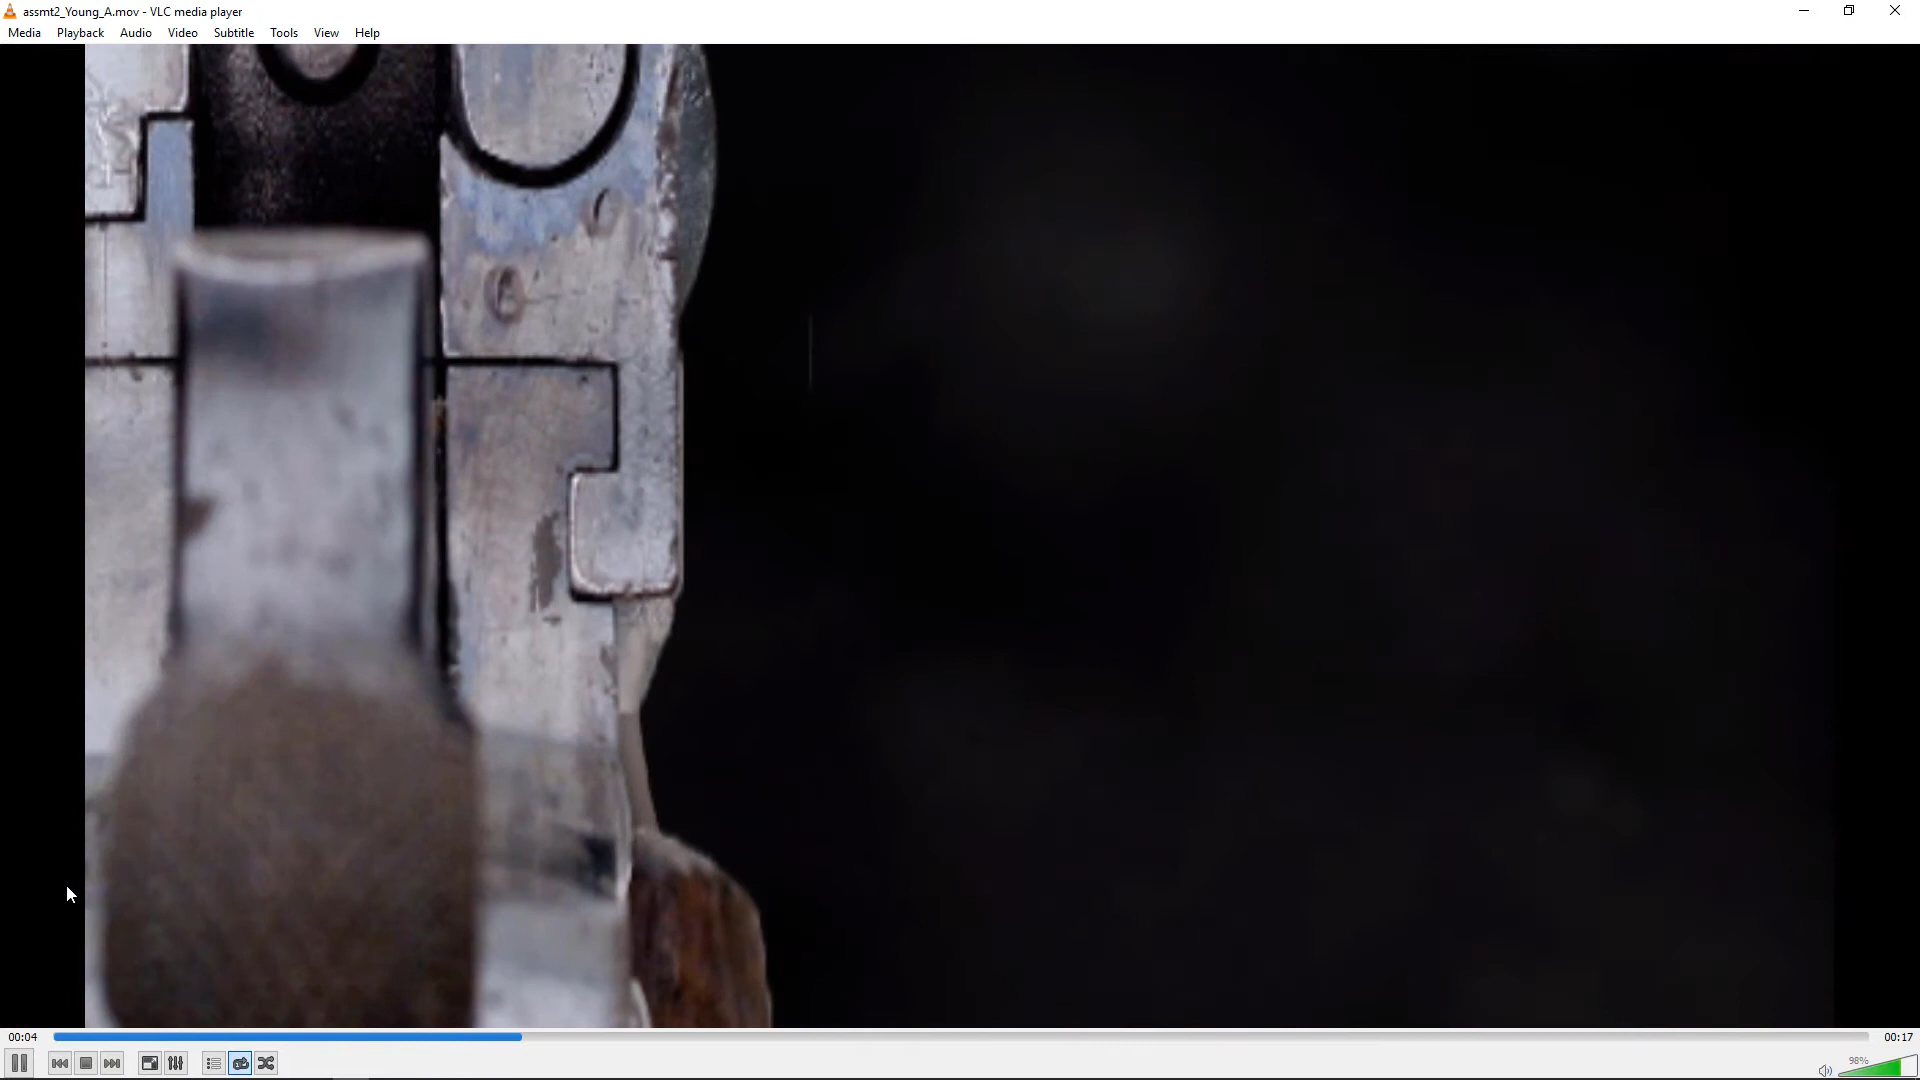 assmt2_Young_A.mov - VLC media player
Media Playback Audio Video Subtitle Tools View Help
00:04
00:17
98%